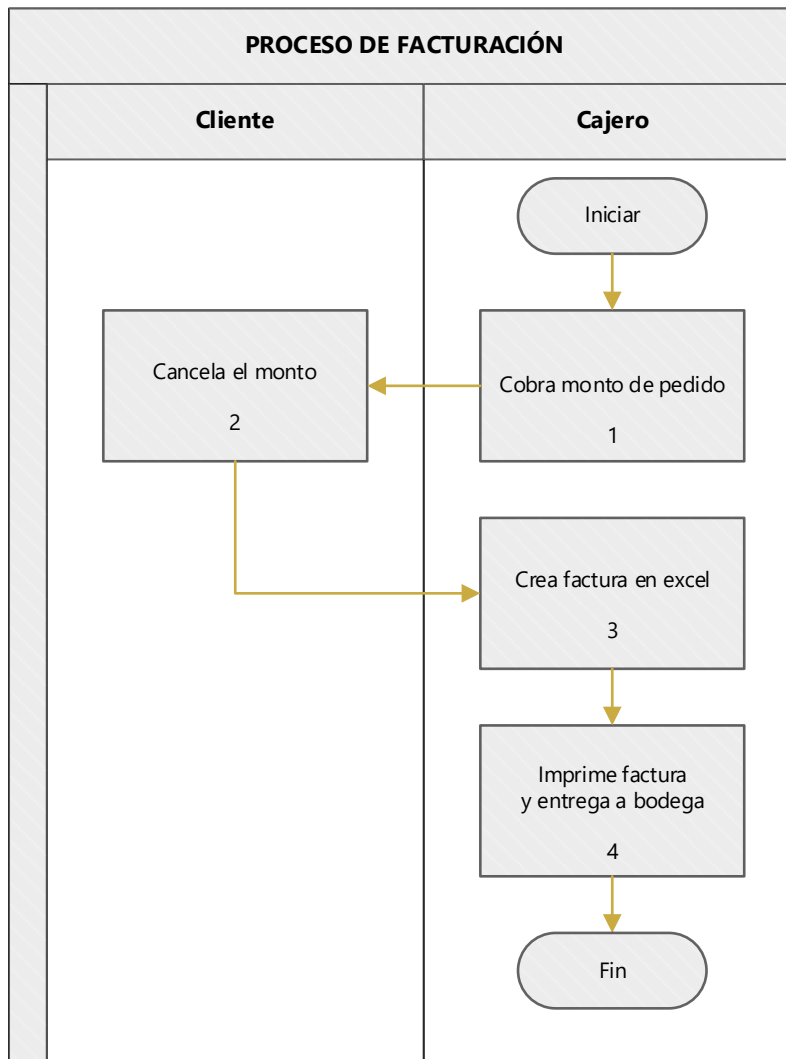 PROCESO DE FACTURACIÓN
Cliente
Cajero
Iniciar
Cobra monto de pedido
1
Cancela el monto
2
Crea factura en excel
3
Imprime factura
y entrega a bodega
4
Fin